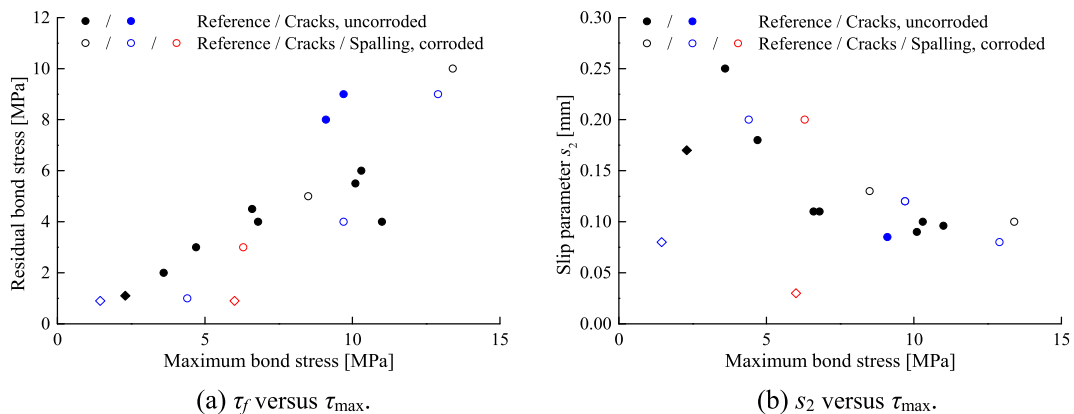 12
10
8
6
4
2
0
Residual bond stress [MPa]
/ Reference / Cracks, uncorroded
/ / Reference / Cracks / Spalling, corroded
0 5 10 15
Maximum bond stress [MPa]
(a) τf versus τmax.
0.30
0.25
0.20
0.15
0.10
0.05
0.00
Slip parameter s2 [mm]
/ Reference / Cracks, uncorroded
/ / Reference / Cracks / Spalling, corroded
0 5 10 15
Maximum bond stress [MPa]
(b) s2 versus τmax.